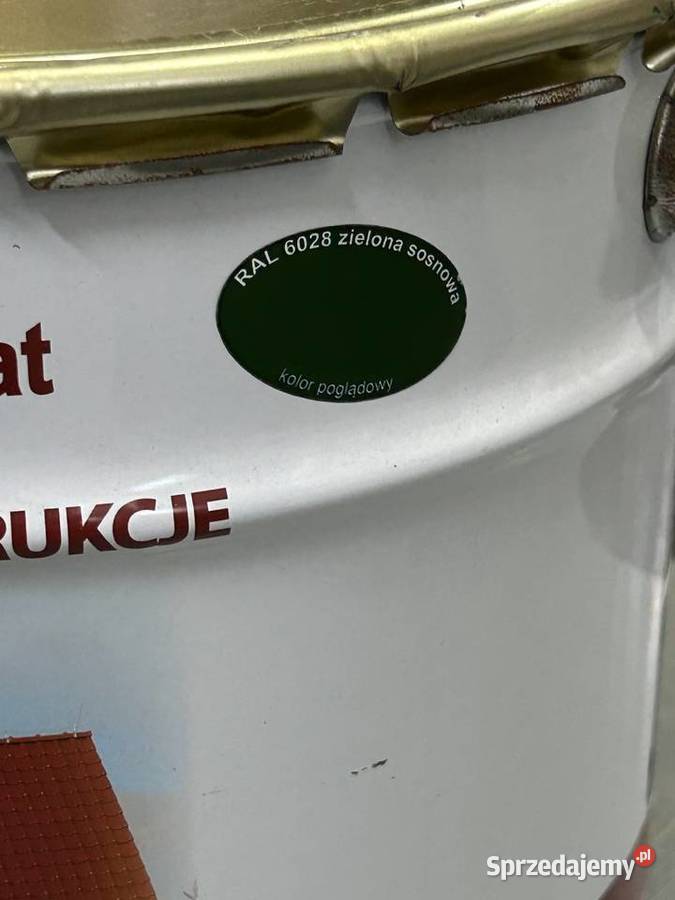 RAL 6028 zielona sosnowa
kolor poglądowy
at
RUKCJE
Sprzedajemy.pl